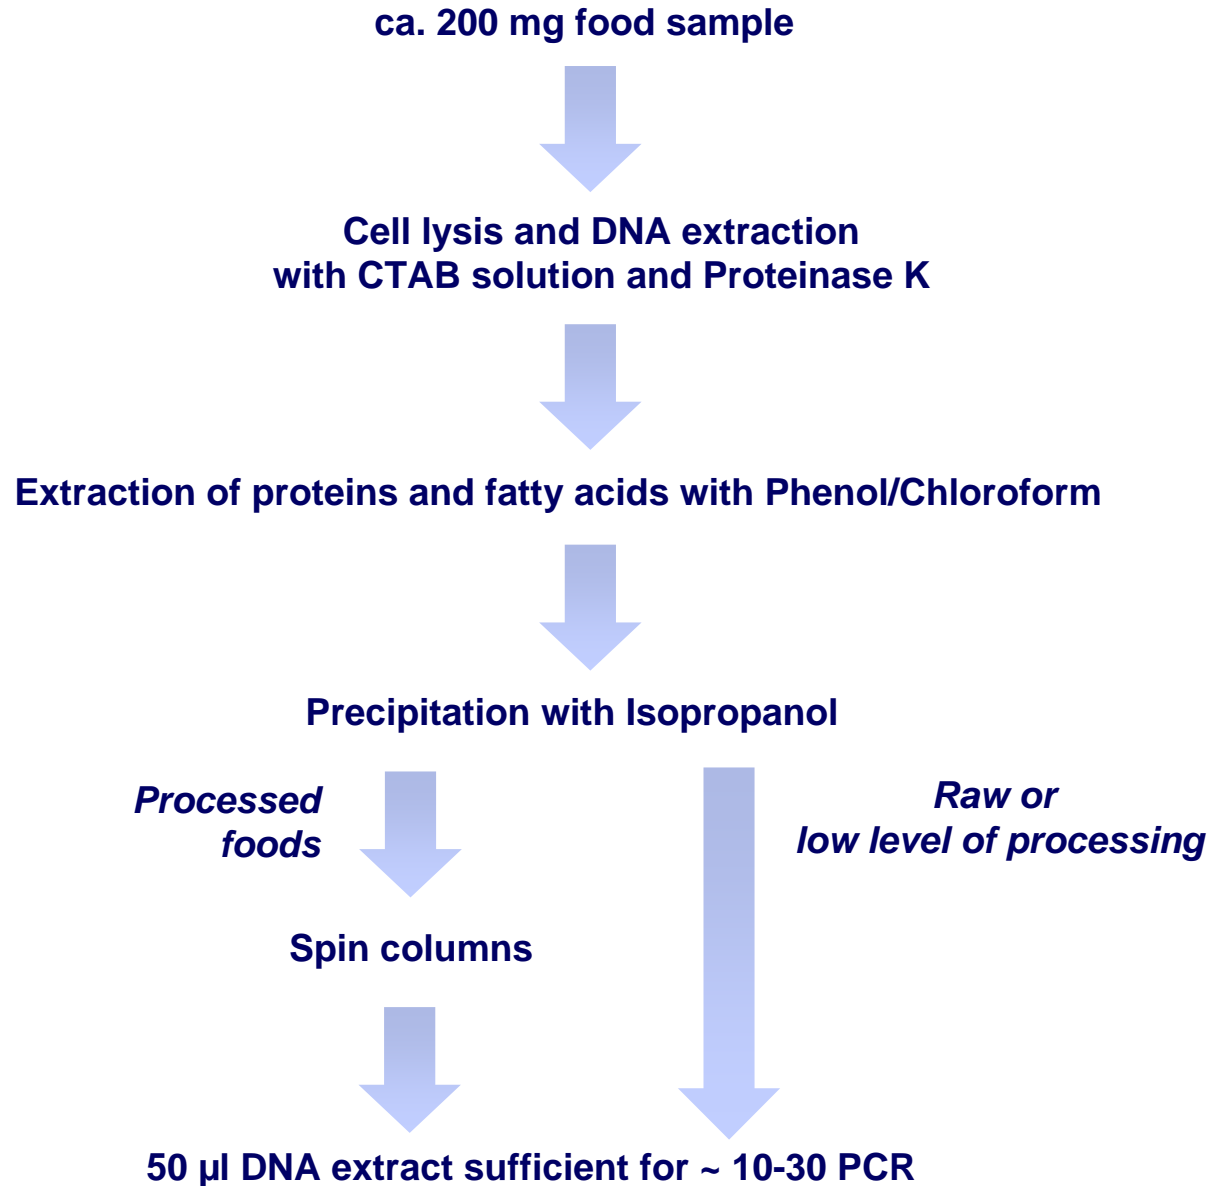 ca. 200 mg food sample
Cell lysis and DNA extraction
with CTAB solution and Proteinase K
Extraction of proteins and fatty acids with Phenol/Chloroform
Precipitation with Isopropanol
Processed
foods
Raw or
low level of processing
Spin columns
50 µl DNA extract sufficient for ~ 10-30 PCR